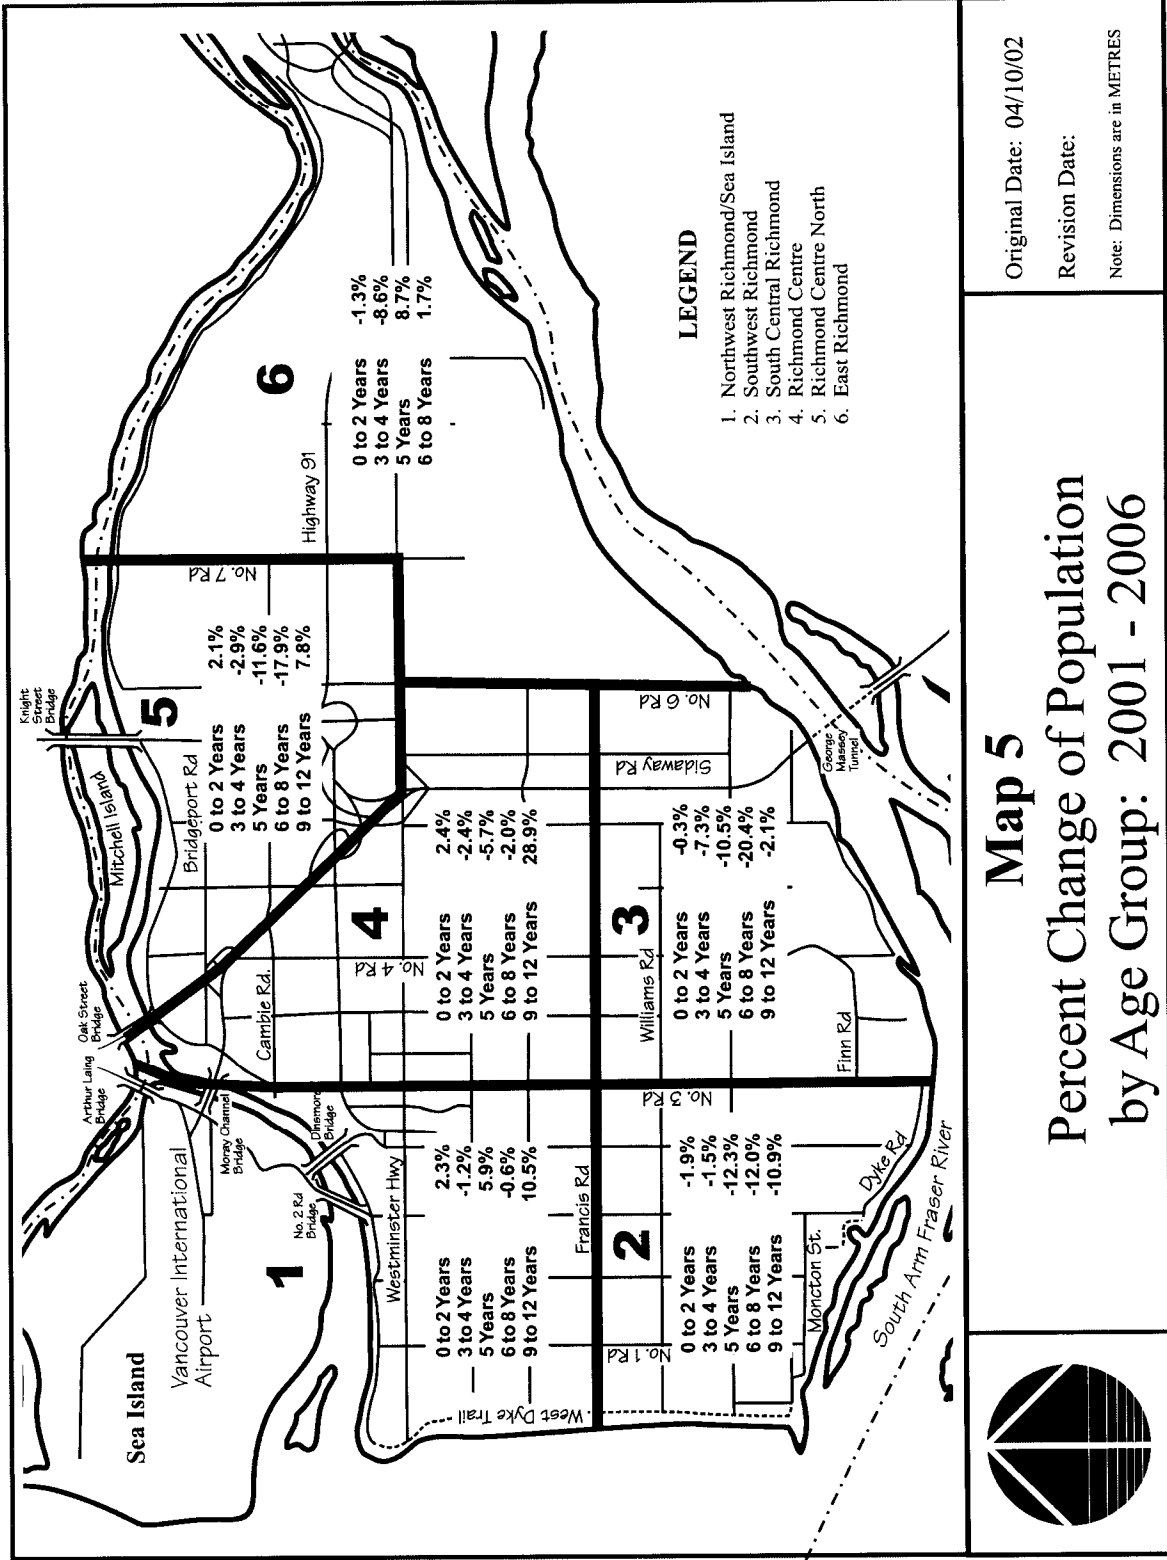 Knight
Street
Bridge
Mitchell Island
Oak Street
Bridge
Arthur Laing
Bridge
Moray Channel
Bridge
Dinsmore
Bridge
No. 2 Rd
Bridge
Sea Island
Vancouver International
Airport
1
0 to 2 Years 2.3%
3 to 4 Years -1.2%
5 Years 5.9%
6 to 8 Years -0.6%
9 to 12 Years 10.5%
Westminster Hwy
West Dyke Trail
Francis Rd
No. 1 Rd
2
0 to 2 Years -1.9%
3 to 4 Years -1.5%
5 Years -12.3%
6 to 8 Years -12.0%
9 to 12 Years -10.9%
Moncton St.
Dyke Rd
South Arm Fraser River
No. 3 Rd
3
Williams Rd
0 to 2 Years -0.3%
3 to 4 Years -7.3%
5 Years -10.5%
6 to 8 Years -20.4%
9 to 12 Years -2.1%
Finn Rd
Sidaway Rd
No. 6 Rd
George
Massey
Tunnel
4
Cambie Rd.
No. 4 Rd
0 to 2 Years 2.4%
3 to 4 Years -2.4%
5 Years -5.7%
6 to 8 Years -2.0%
9 to 12 Years 28.9%
5
Bridgeport Rd
0 to 2 Years 2.1%
3 to 4 Years -2.9%
5 Years -11.6%
6 to 8 Years -17.9%
9 to 12 Years 7.8%
No. 7 Rd
Highway 91
6
0 to 2 Years -1.3%
3 to 4 Years -8.6%
5 Years 8.7%
6 to 8 Years 1.7%
LEGEND
1. Northwest Richmond/Sea Island
2. Southwest Richmond
3. South Central Richmond
4. Richmond Centre
5. Richmond Centre North
6. East Richmond
Map 5
Percent Change of Population
by Age Group: 2001 - 2006
Original Date: 04/10/02
Revision Date:
Note: Dimensions are in METRES